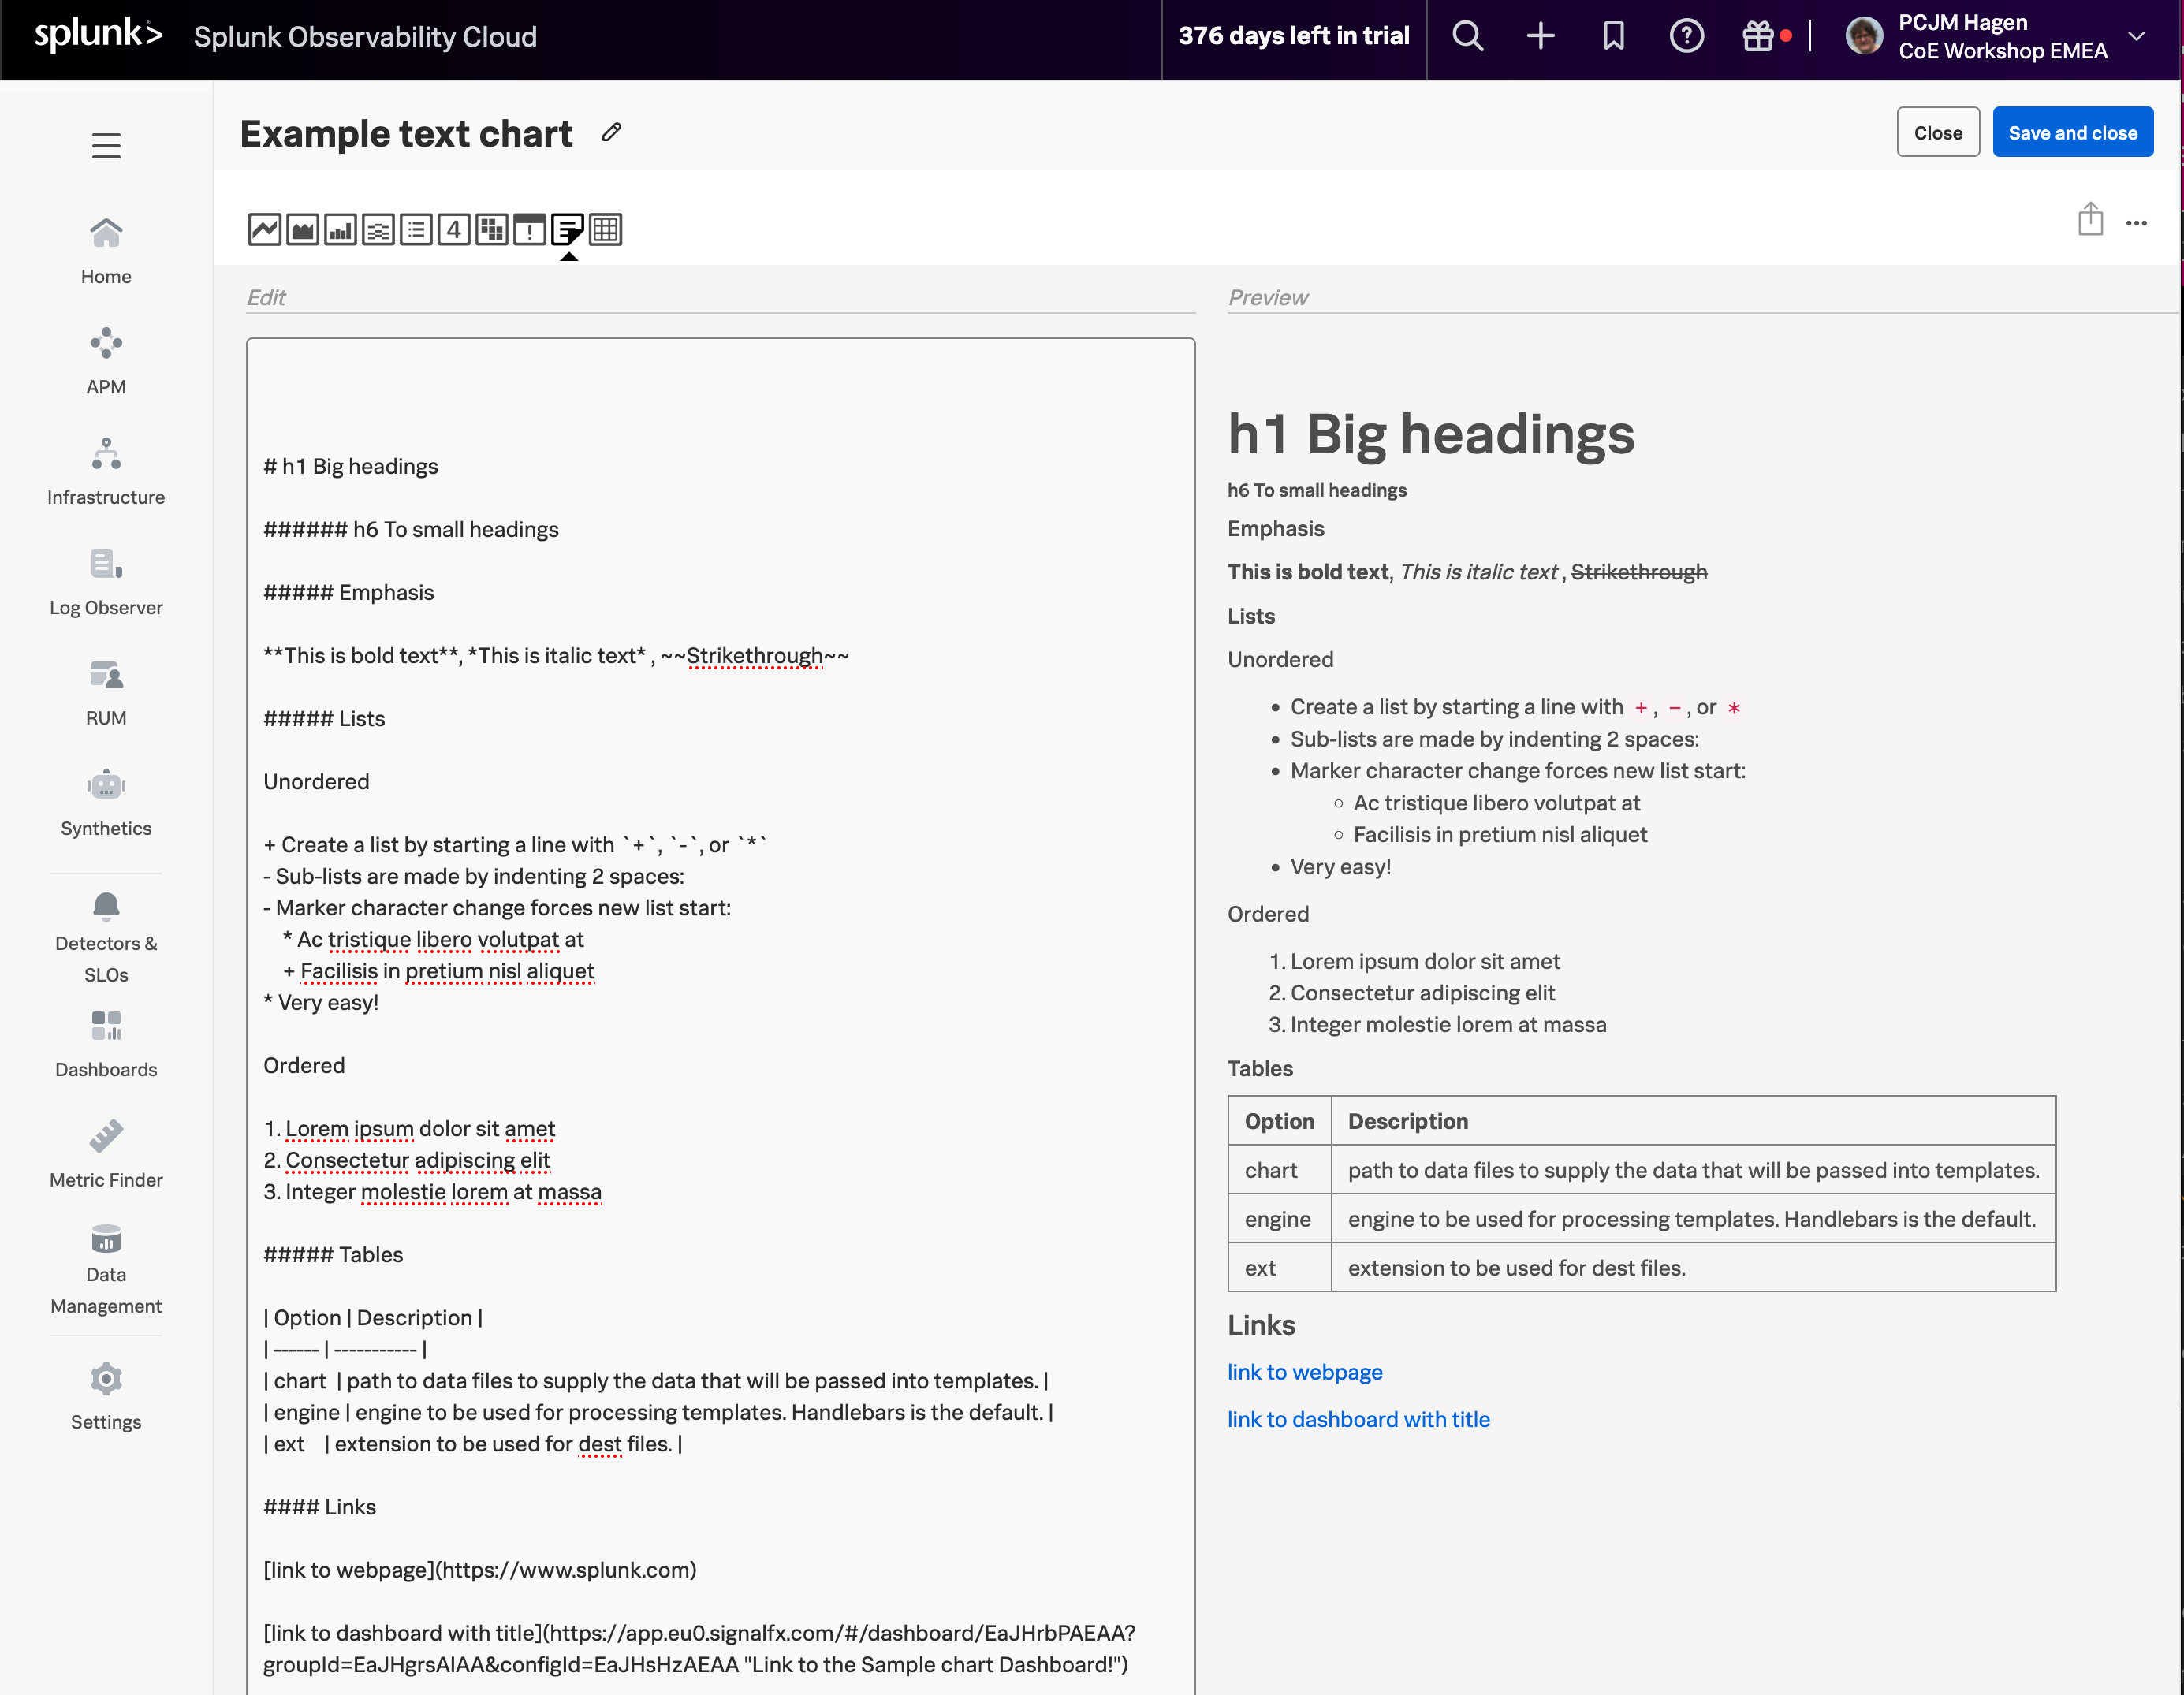 splunk> Splunk Observability Cloud 376 days left in trial PCJM Hagen
CoE Workshop EMEA
Example text chart
Close
Save and close
Home
APM
Infrastructure
Log Observer
RUM
Synthetics
Detectors &
SLOs
Dashboards
Metric Finder
Data
Management
Settings
4
Edit
# h1 Big headings
###### h6 To small headings
##### Emphasis
**This is bold text**, *This is italic text* , ~~Strikethrough~~
##### Lists
Unordered
+ Create a list by starting a line with `+`, `-`, or `*`
- Sub-lists are made by indenting 2 spaces:
- Marker character change forces new list start:
* Ac tristique libero volutpat at
+ Facilisis in pretium nisl aliquet
* Very easy!
Ordered
1. Lorem ipsum dolor sit amet
2. Consectetur adipiscing elit
3. Integer molestie lorem at massa
##### Tables
| Option | Description |
| ------ | ----------- |
| chart | path to data files to supply the data that will be passed into templates. |
| engine | engine to be used for processing templates. Handlebars is the default. |
| ext | extension to be used for dest files. |
#### Links
[link to webpage](https://www.splunk.com)
[link to dashboard with title](https://app.eu0.signalfx.com/#/dashboard/EaJHrbPAEAA?
groupId=EaJHgrsAIAA&configId=EaJHsHzAEAA "Link to the Sample chart Dashboard!")
Preview
h1 Big headings
h6 To small headings
Emphasis
This is bold text, This is italic text , Strikethrough
Lists
Unordered
• Create a list by starting a line with + , - , or *
• Sub-lists are made by indenting 2 spaces:
• Marker character change forces new list start:
◦ Ac tristique libero volutpat at
◦ Facilisis in pretium nisl aliquet
• Very easy!
Ordered
1. Lorem ipsum dolor sit amet
2. Consectetur adipiscing elit
3. Integer molestie lorem at massa
Tables
Option Description
chart path to data files to supply the data that will be passed into templates.
engine engine to be used for processing templates. Handlebars is the default.
ext extension to be used for dest files.
Links
link to webpage
link to dashboard with title